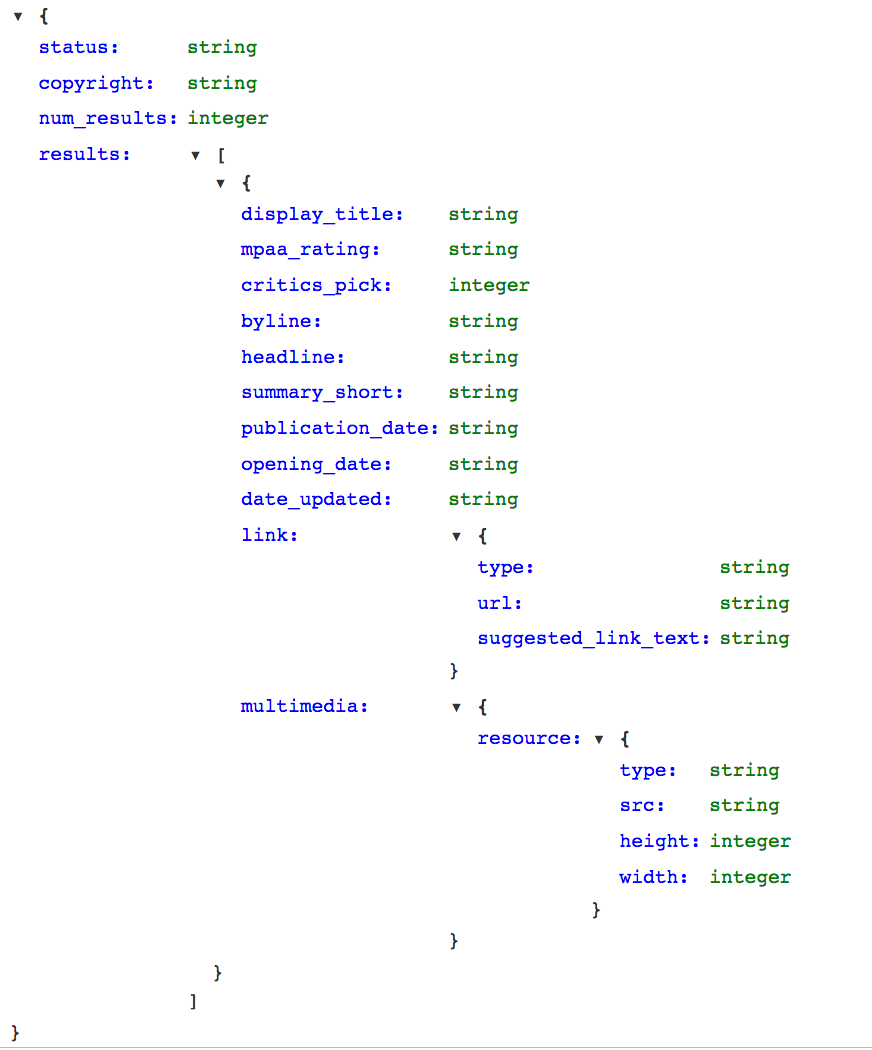 ▼ {
status: string
copyright: string
num_results: integer
results: ▼ [
▼ {
display_title: string
mpaa_rating: string
critics_pick: integer
byline: string
headline: string
summary_short: string
publication_date: string
opening_date: string
date_updated: string
link: ▼ {
type: string
url: string
suggested_link_text: string
}
multimedia: ▼ {
resource: ▼ {
type: string
src: string
height: integer
width: integer
}
}
}
]
}